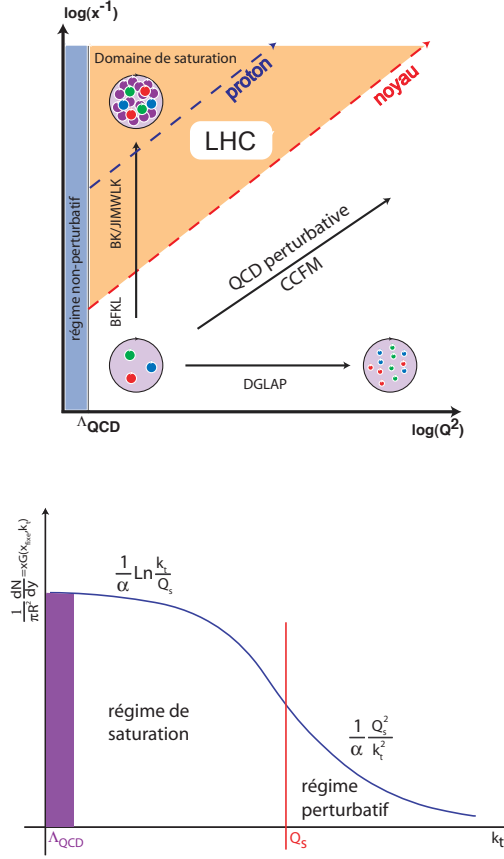 log(x⁻¹)
Domaine de saturation
proton
noyau
LHC
BK/JIMWLK
régime non-perturbatif
QCD perturbative
CCFM
BFKL
DGLAP
Λ_QCD
log(Q²)
1/πR² dN/dy =xG(x_fixe,k_t)
1/α Ln k_t/Q_s
régime de
saturation
1/α Q_s²/k_t²
régime
perturbatif
Λ_QCD
Q_s
k_t